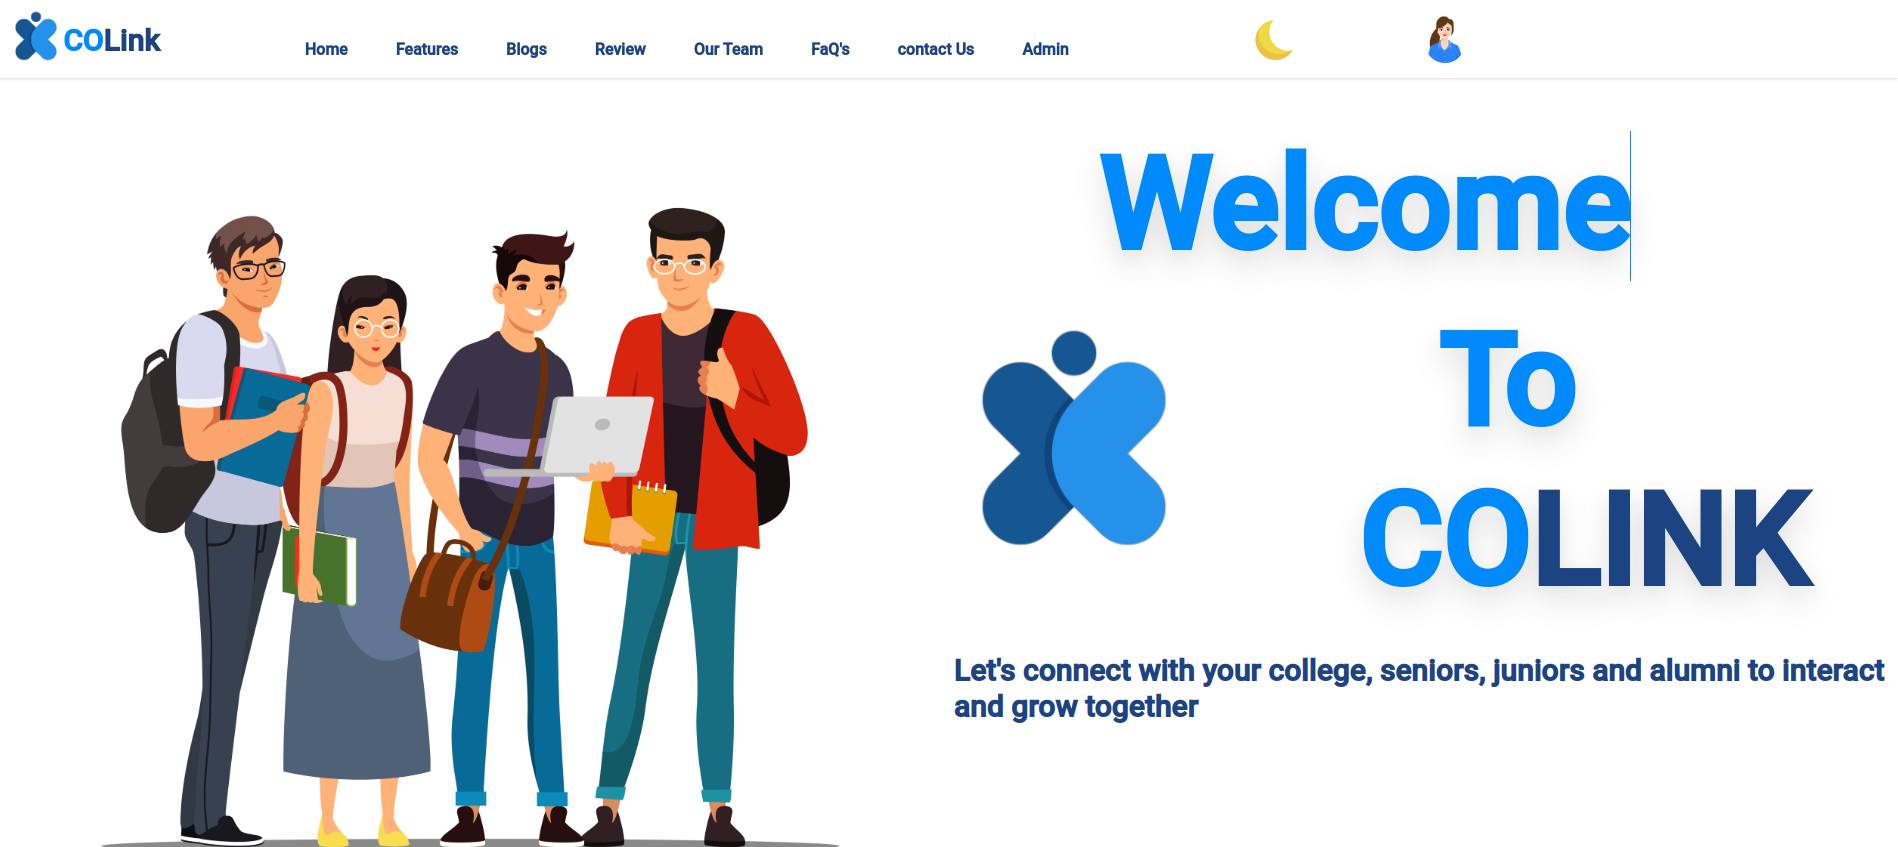 COLink
Home Features Blogs Review Our Team FaQ's contact Us Admin
Welcome
To
COLINK
Let's connect with your college, seniors, juniors and alumni to interact
and grow together